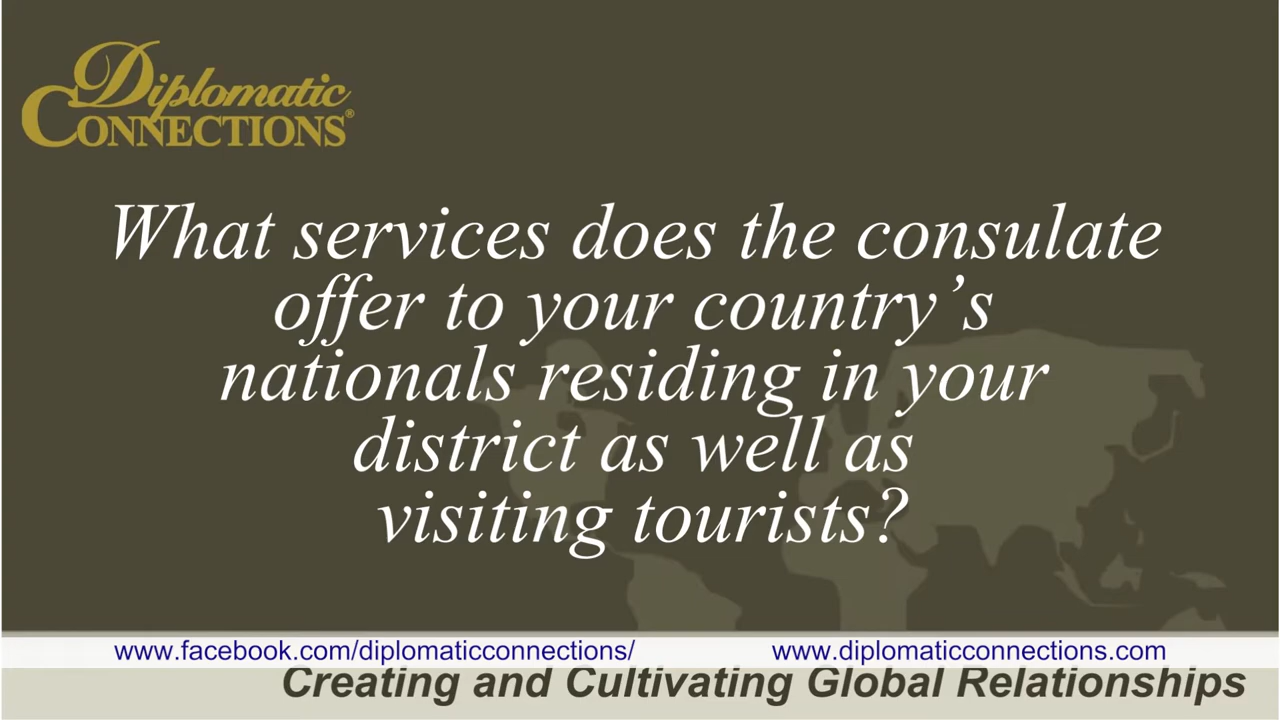 Diplomatic
CONNECTIONS®
What services does the consulate
offer to your country’s
nationals residing in your
district as well as
visiting tourists?
www.facebook.com/diplomaticconnections/ www.diplomaticconnections.com
Creating and Cultivating Global Relationships